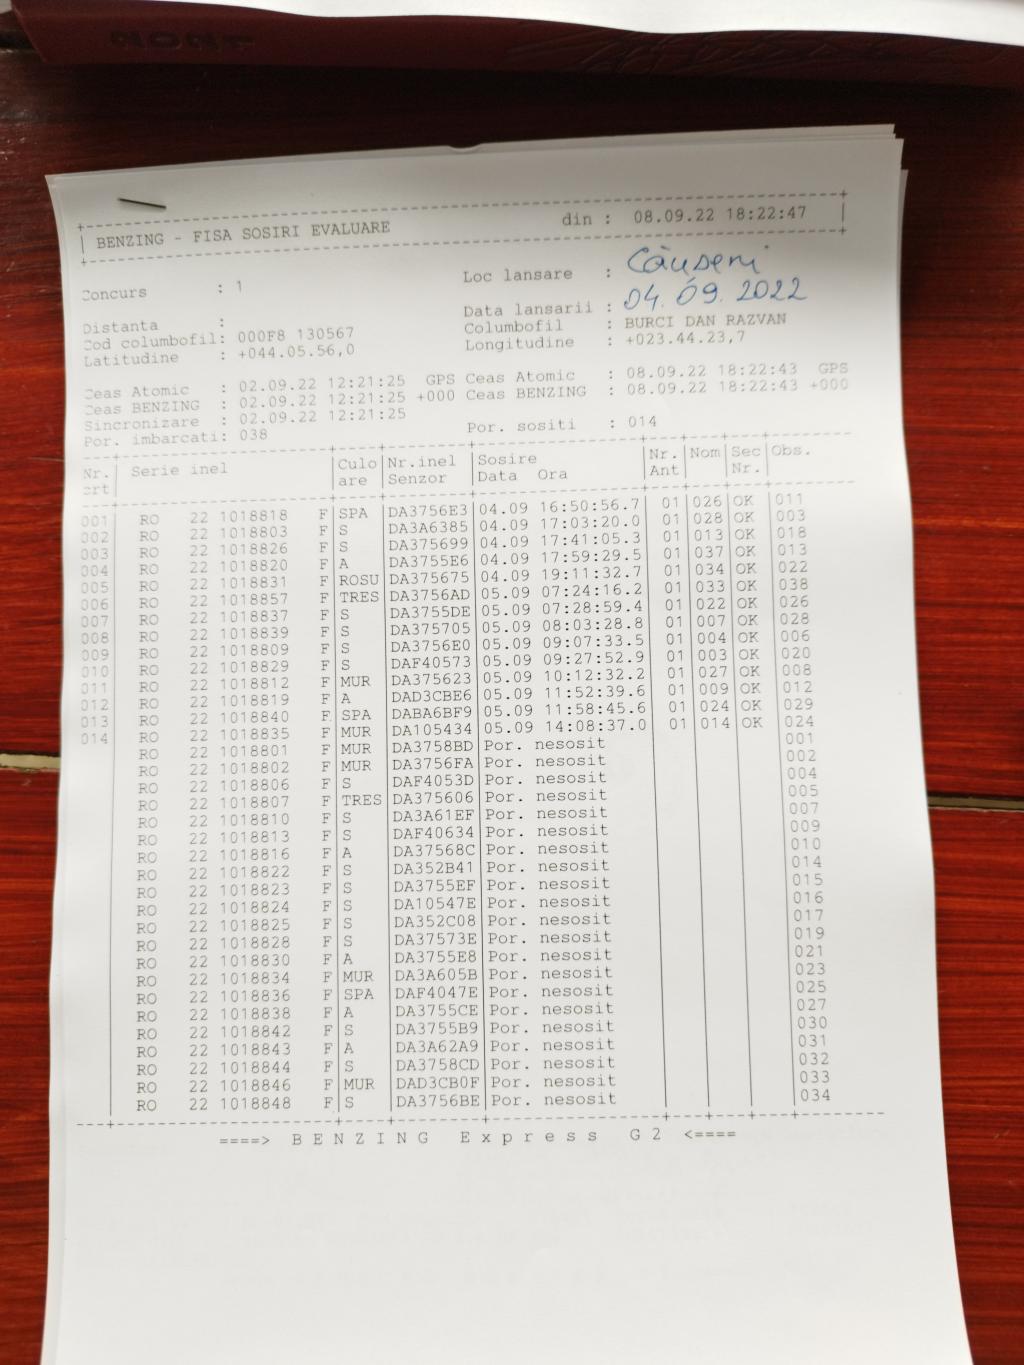 BENZING - FISA SOSIRI EVALUARE din : 08.09.22 18:22:47
Concurs : 1 Loc lansare : Căușeni
Data lansarii : 04.09.2022
Distanta : Columbofil : BURCI DAN RAZVAN
Cod columbofil: 000F8 130567 Longitudine : +023.44.23,7
Latitudine : +044.05.56,0
Ceas Atomic : 02.09.22 12:21:25 GPS Ceas Atomic : 08.09.22 18:22:43 GPS
Ceas BENZING : 02.09.22 12:21:25 +000 Ceas BENZING : 08.09.22 18:22:43 +000
Sincronizare : 02.09.22 12:21:25
Por. imbarcati: 038 Por. sositi : 014
Nr. Serie inel Culo Nr.inel Sosire Nr. Nom Sec Obs.
crt are Senzor Data Ora Ant Nr.
001 RO 22 1018818 F SPA DA3756E3 04.09 16:50:56.7 01 026 OK 011
002 RO 22 1018803 F S DA3A6385 04.09 17:03:20.0 01 028 OK 003
003 RO 22 1018826 F S DA375699 04.09 17:41:05.3 01 013 OK 018
004 RO 22 1018820 F A DA3755E6 04.09 17:59:29.5 01 037 OK 013
005 RO 22 1018831 F ROSU DA375675 04.09 19:11:32.7 01 034 OK 022
006 RO 22 1018857 F TRES DA3756AD 05.09 07:24:16.2 01 033 OK 038
007 RO 22 1018837 F S DA3755DE 05.09 07:28:59.4 01 022 OK 026
008 RO 22 1018839 F S DA375705 05.09 08:03:28.8 01 007 OK 028
009 RO 22 1018809 F S DA3756E0 05.09 09:07:33.5 01 004 OK 006
010 RO 22 1018829 F S DAF40573 05.09 09:27:52.9 01 003 OK 020
011 RO 22 1018812 F MUR DA375623 05.09 10:12:32.2 01 027 OK 008
012 RO 22 1018819 F A DAD3CBE6 05.09 11:52:39.6 01 009 OK 012
013 RO 22 1018840 F SPA DABA6BF9 05.09 11:58:45.6 01 024 OK 029
014 RO 22 1018835 F MUR DA105434 05.09 14:08:37.0 01 014 OK 024
RO 22 1018801 F MUR DA3758BD Por. nesosit 001
RO 22 1018802 F MUR DA3756FA Por. nesosit 002
RO 22 1018806 F S DAF4053D Por. nesosit 004
RO 22 1018807 F TRES DA375606 Por. nesosit 005
RO 22 1018810 F S DA3A61EF Por. nesosit 007
RO 22 1018813 F S DAF40634 Por. nesosit 009
RO 22 1018816 F A DA37568C Por. nesosit 010
RO 22 1018822 F S DA352B41 Por. nesosit 014
RO 22 1018823 F S DA3755EF Por. nesosit 015
RO 22 1018824 F S DA10547E Por. nesosit 016
RO 22 1018825 F S DA352C08 Por. nesosit 017
RO 22 1018828 F S DA37573E Por. nesosit 019
RO 22 1018830 F A DA3755E8 Por. nesosit 021
RO 22 1018834 F MUR DA3A605B Por. nesosit 023
RO 22 1018836 F SPA DAF4047E Por. nesosit 025
RO 22 1018838 F A DA3755CE Por. nesosit 027
RO 22 1018842 F S DA3755B9 Por. nesosit 030
RO 22 1018843 F A DA3A62A9 Por. nesosit 031
RO 22 1018844 F S DA3758CD Por. nesosit 032
RO 22 1018846 F MUR DAD3CB0F Por. nesosit 033
RO 22 1018848 F S DA3756BE Por. nesosit 034
====> BENZING Express G2 <====